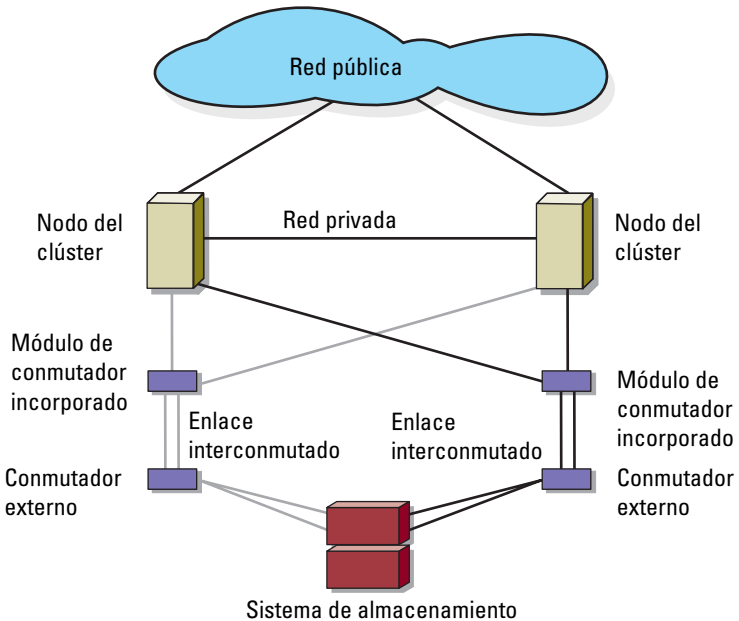 Red pública
Nodo del
clúster
Red privada
Nodo del
clúster
Módulo de
conmutador
incorporado
Módulo de
conmutador
incorporado
Enlace
interconmutado
Enlace
interconmutado
Conmutador
externo
Conmutador
externo
Sistema de almacenamiento